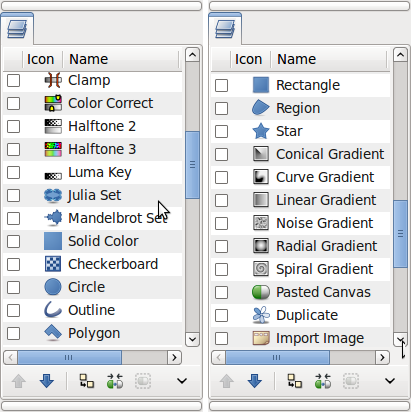 Icon Name
Clamp
Color Correct
Halftone 2
Halftone 3
Luma Key
Julia Set
Mandelbrot Set
Solid Color
Checkerboard
Circle
Outline
Polygon
Icon Name
Rectangle
Region
Star
Conical Gradient
Curve Gradient
Linear Gradient
Noise Gradient
Radial Gradient
Spiral Gradient
Pasted Canvas
Duplicate
Import Image